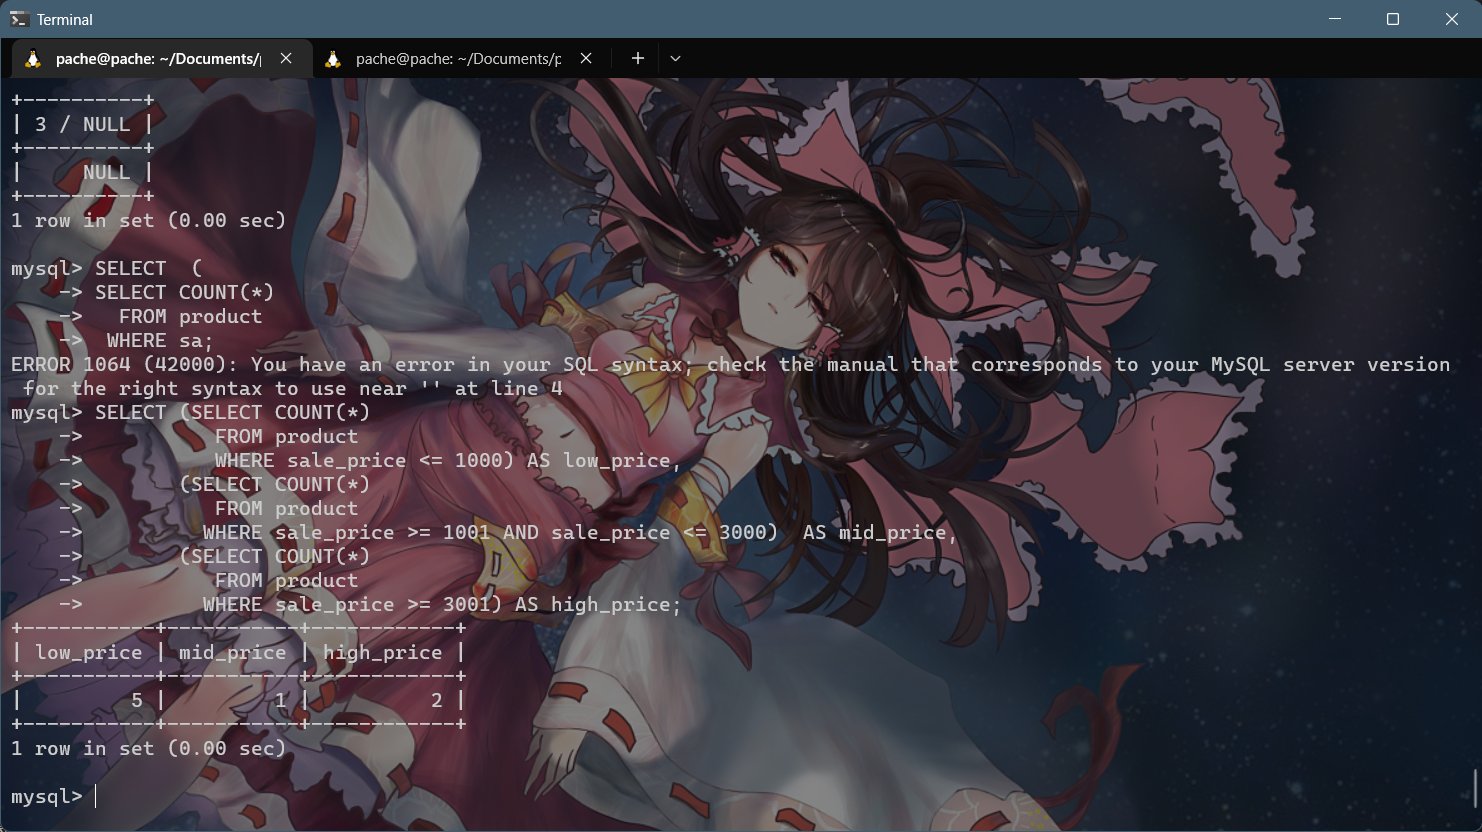 Terminal
pache@pache: ~/Documents/p
pache@pache: ~/Documents/p
+----------+
| 3 / NULL |
+----------+
|     NULL |
+----------+
1 row in set (0.00 sec)
mysql> SELECT  (
    -> SELECT COUNT(*)
    ->   FROM product
    ->  WHERE sa;
ERROR 1064 (42000): You have an error in your SQL syntax; check the manual that corresponds to your MySQL server version
 for the right syntax to use near '' at line 4
mysql> SELECT (SELECT COUNT(*)
    ->           FROM product
    ->           WHERE sale_price <= 1000) AS low_price,
    ->        (SELECT COUNT(*)
    ->           FROM product
    ->          WHERE sale_price >= 1001 AND sale_price <= 3000)  AS mid_price,
    ->        (SELECT COUNT(*)
    ->           FROM product
    ->          WHERE sale_price >= 3001) AS high_price;
+-----------+-----------+------------+
| low_price | mid_price | high_price |
+-----------+-----------+------------+
|         5 |         1 |          2 |
+-----------+-----------+------------+
1 row in set (0.00 sec)
mysql>